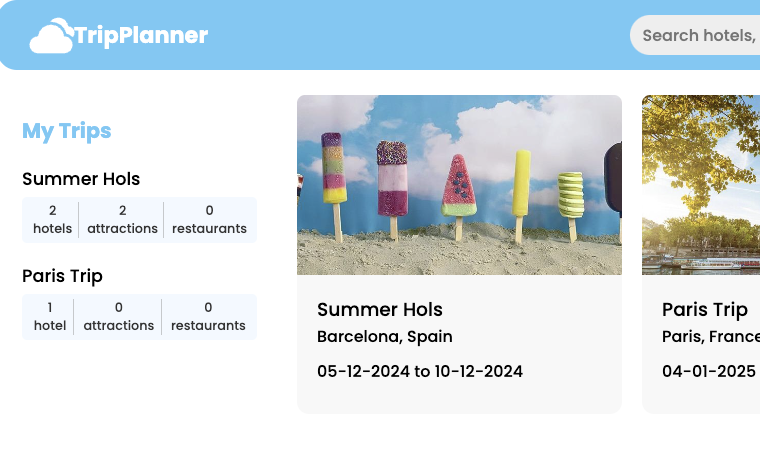 TripPlanner
Search hotels,
My Trips
Summer Hols
2 2 0
hotels attractions restaurants
Paris Trip
1 0 0
hotel attractions restaurants
Summer Hols
Barcelona, Spain
05-12-2024 to 10-12-2024
Paris Trip
Paris, France
04-01-2025